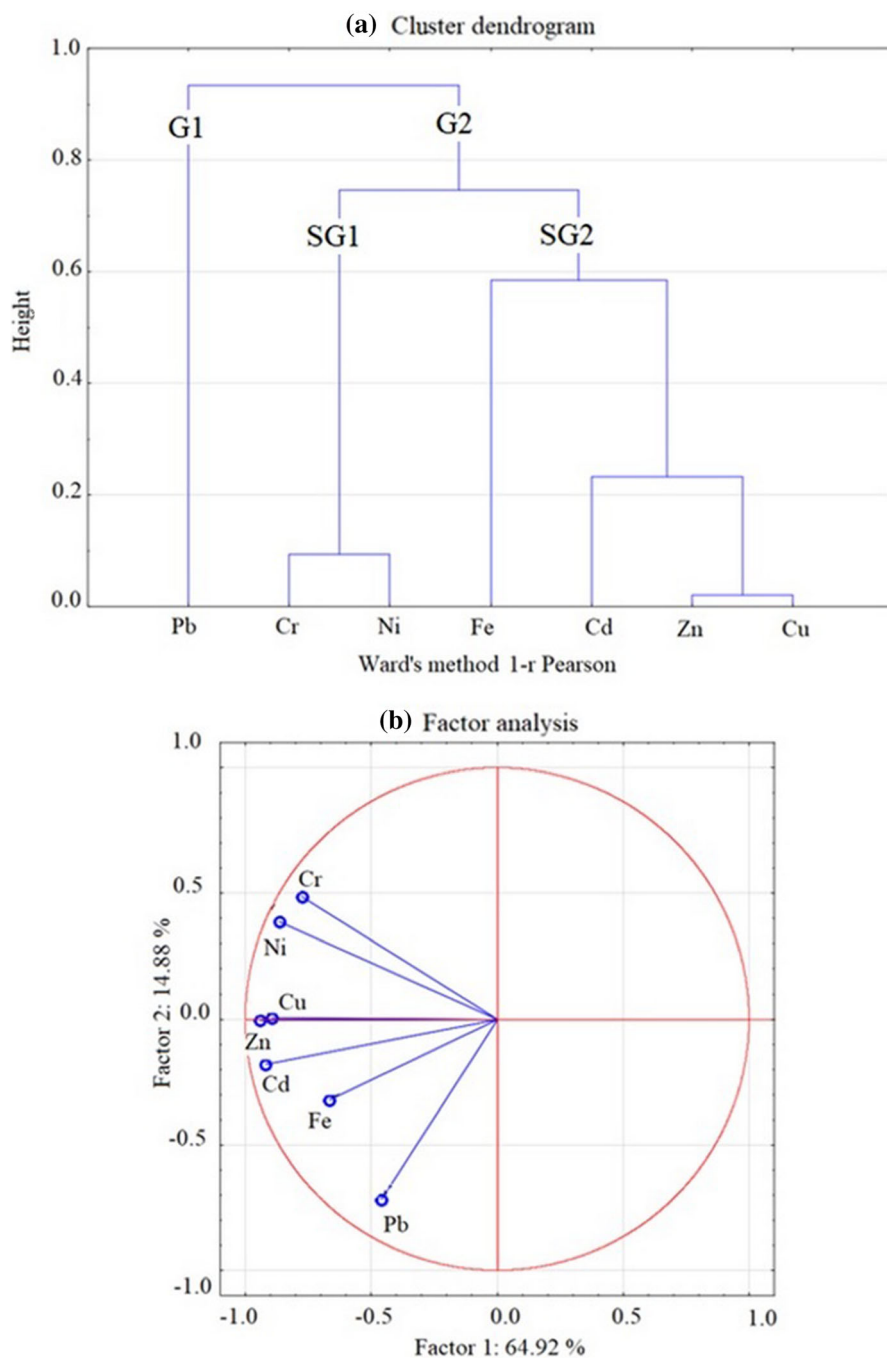 (a) Cluster dendrogram
1.0
G1
G2
0.8
SG1
SG2
0.6
Height
0.4
0.2
0.0
Pb Cr Ni Fe Cd Zn Cu
Ward's method 1-r Pearson
(b) Factor analysis
1.0
Cr
0.5
Ni
Factor 2: 14.88 %
Cu
0.0
Zn
Cd
Fe
-0.5
Pb
-1.0
-1.0 -0.5 0.0 0.5 1.0
Factor 1: 64.92 %